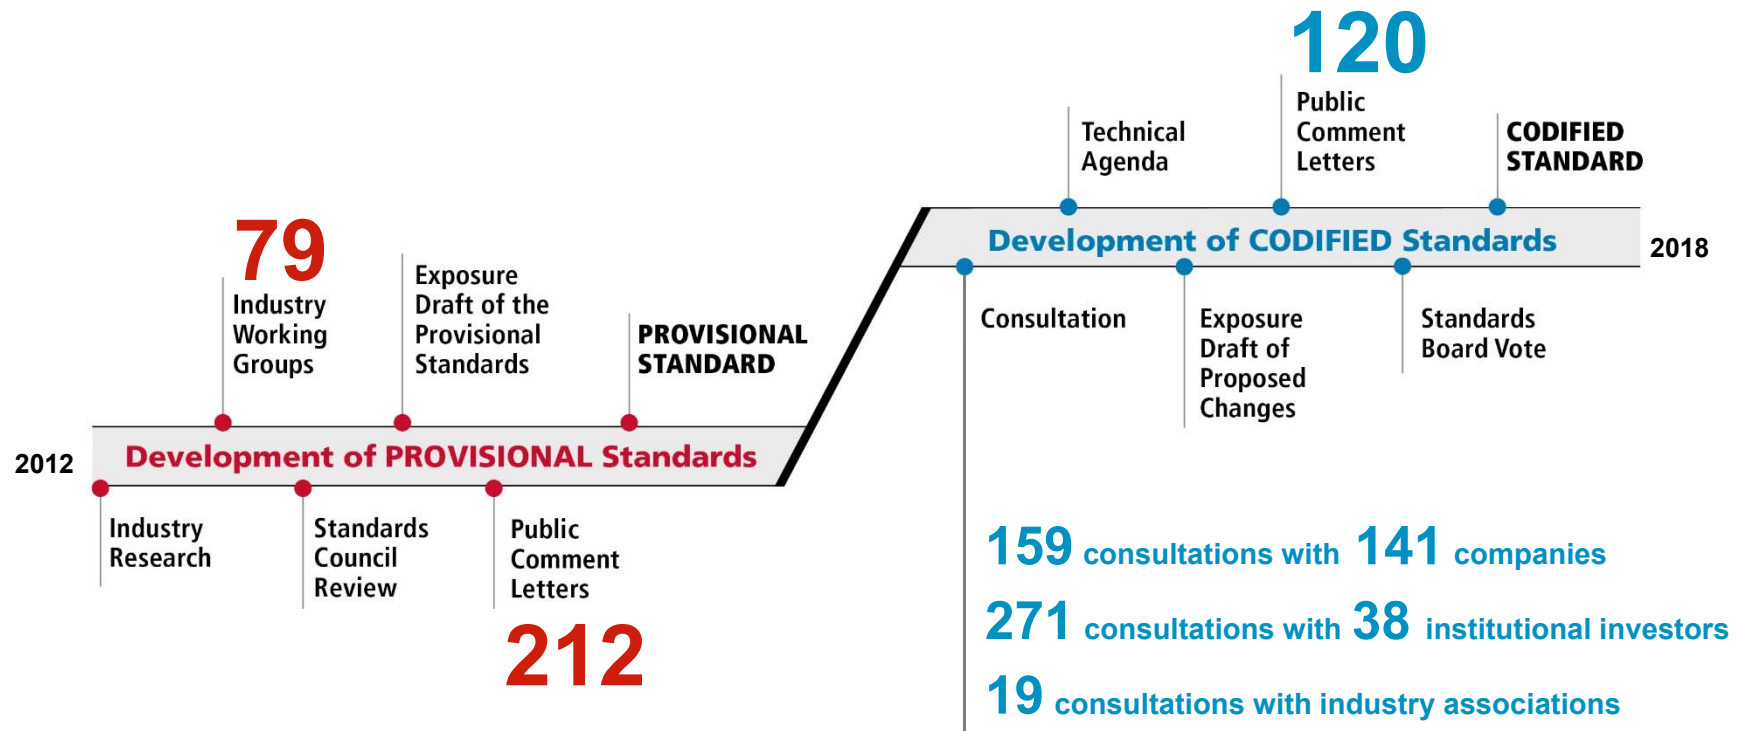 2012
79
Industry
Working
Groups
Exposure
Draft of the
Provisional
Standards
PROVISIONAL
STANDARD
Development of PROVISIONAL Standards
Industry
Research
Standards
Council
Review
Public
Comment
Letters
212
Technical
Agenda
120
Public
Comment
Letters
CODIFIED
STANDARD
Development of CODIFIED Standards
2018
Consultation
Exposure
Draft of
Proposed
Changes
Standards
Board Vote
159 consultations with 141 companies
271 consultations with 38 institutional investors
19 consultations with industry associations